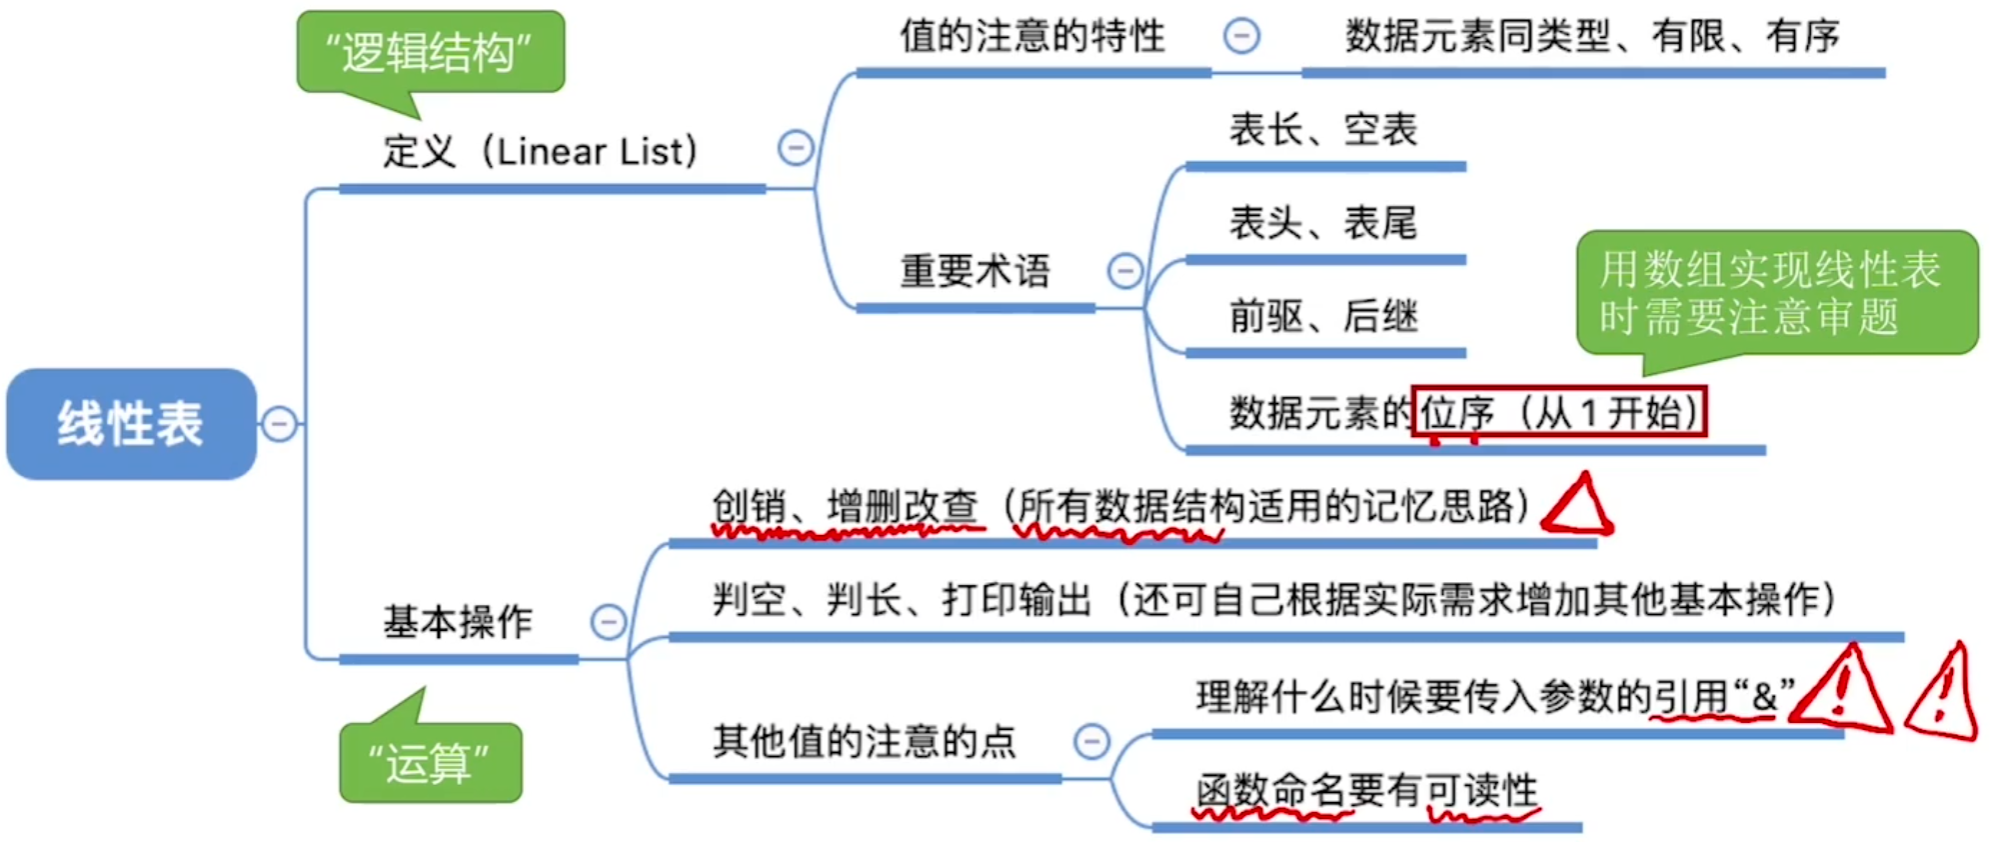 “逻辑结构”
值的注意的特性
数据元素同类型、有限、有序
定义（Linear List）
表长、空表
表头、表尾
重要术语
前驱、后继
用数组实现线性表
时需要注意审题
数据元素的位序（从1开始）
线性表
创销、增删改查（所有数据结构适用的记忆思路）
基本操作
判空、判长、打印输出（还可自己根据实际需求增加其他基本操作）
“运算”
其他值的注意的点
理解什么时候要传入参数的引用“&”
函数命名要有可读性